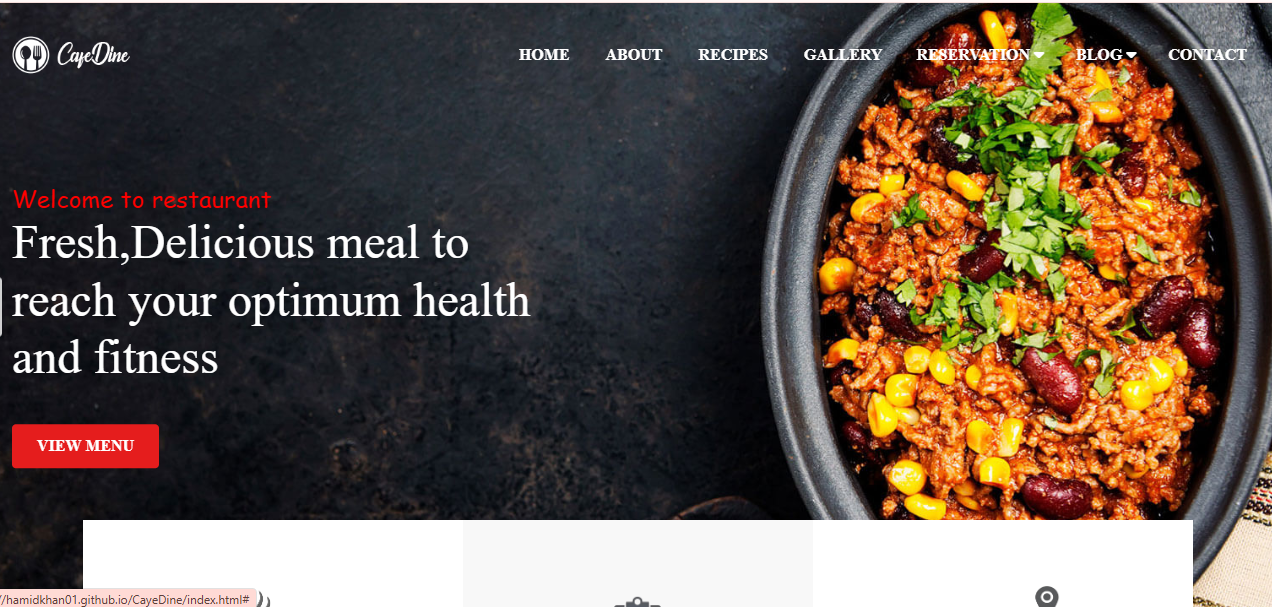 CayeDine
HOME ABOUT RECIPES GALLERY RESERVATION BLOG CONTACT
Welcome to restaurant
Fresh,Delicious meal to
reach your optimum health
and fitness
VIEW MENU
//hamidkhan01.github.io/CayeDine/index.html#